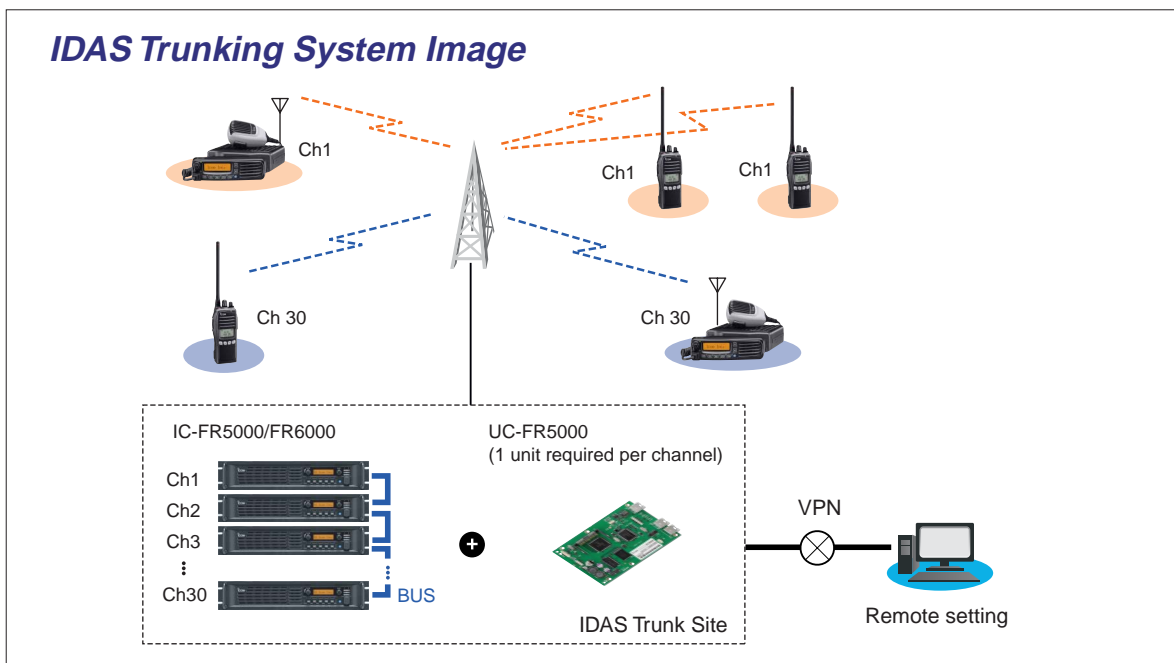 IDAS Trunking System Image
Ch1
Ch1
Ch1
Ch 30
Ch 30
IC-FR5000/FR6000
UC-FR5000
(1 unit required per channel)
Ch1
Ch2
Ch3
Ch30
BUS
IDAS Trunk Site
VPN
Remote setting